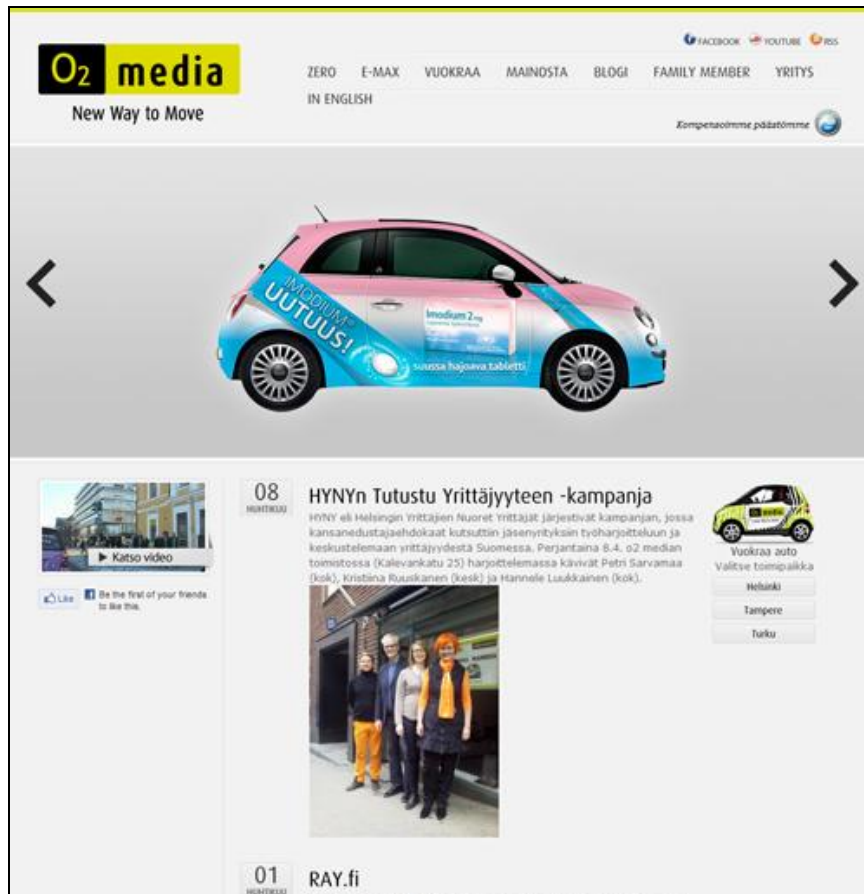 FACEBOOK YOUTUBE RSS
O2 media
New Way to Move
ZERO E-MAX VUOKRAA MAINOSTA BLOGI FAMILY MEMBER YRITYS
IN ENGLISH
Kompensoimme päästömme
IMODIUM®
UUTUUS!
Imodium 2 mg
suussa hajoava tabletti
Katso video
Like Be the first of your friends
to like this.
08
HUHTIKUU
HYNYn Tutustu Yrittäjyyteen -kampanja
HYNY eli Helsingin Yrittäjien Nuoret Yrittäjät järjestivät kampanjan, jossa
kansanedustajaehdokaat kutsuttiin jäsenyrityksiin työharjoitteluun ja
keskustelemaan yrittäjyydestä Suomessa. Perjantaina 8.4. o2 median
toimistossa (Kalevankatu 25) harjoittelemassa kävivät Petri Sarvamaa
(kok), Kristiina Ruuskanen (kesk) ja Hannele Luukkainen (kok).
Vuokraa auto
Valitse toimipaikka
Helsinki
Tampere
Turku
01
HUHTIKUU
RAY.fi